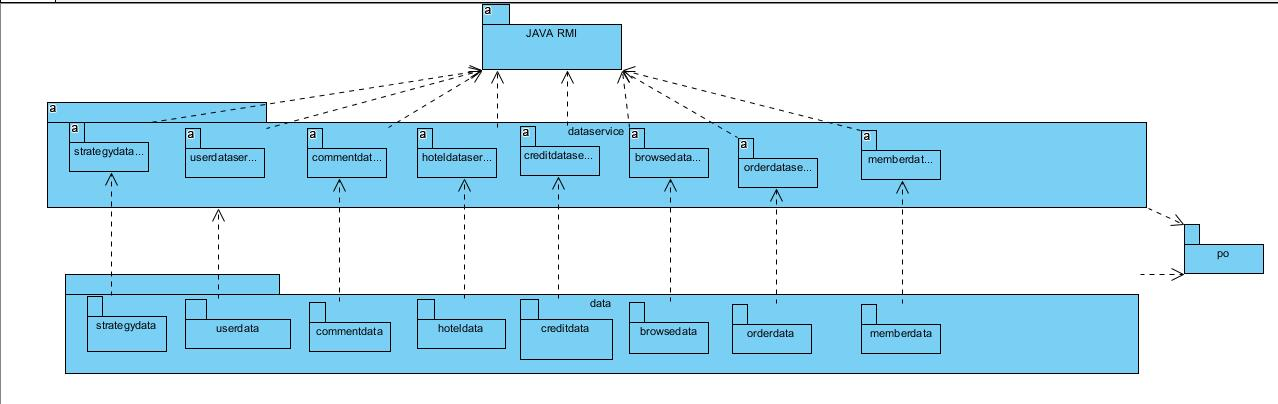 a
JAVA RMI
a
dataservice
a
strategydata...
a
userdataser...
a
commentdat...
a
hoteldataser...
a
creditdatase...
a
browsedata...
a
orderdatase...
a
memberdat...
po
data
strategydata
userdata
commentdata
hoteldata
creditdata
browsedata
orderdata
memberdata